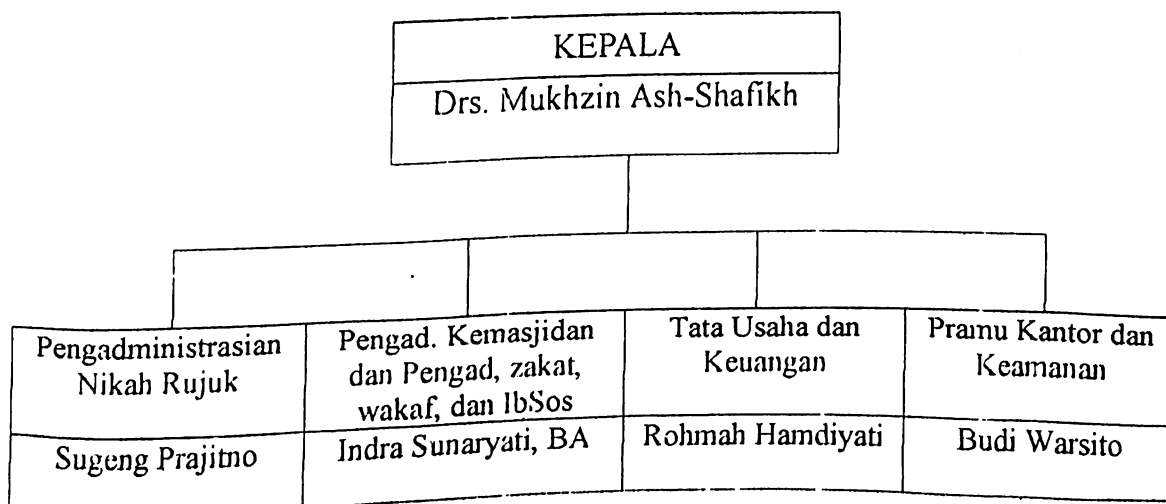 KEPALA
Drs. Mukhzin Ash-Shafikh
Pengadministrasian
Nikah Rujuk
Sugeng Prajitno
Pengad. Kemasjidan
dan Pengad, zakat,
wakaf, dan IbSos
Indra Sunaryati, BA
Tata Usaha dan
Keuangan
Rohmah Hamdiyati
Pramu Kantor dan
Keamanan
Budi Warsito